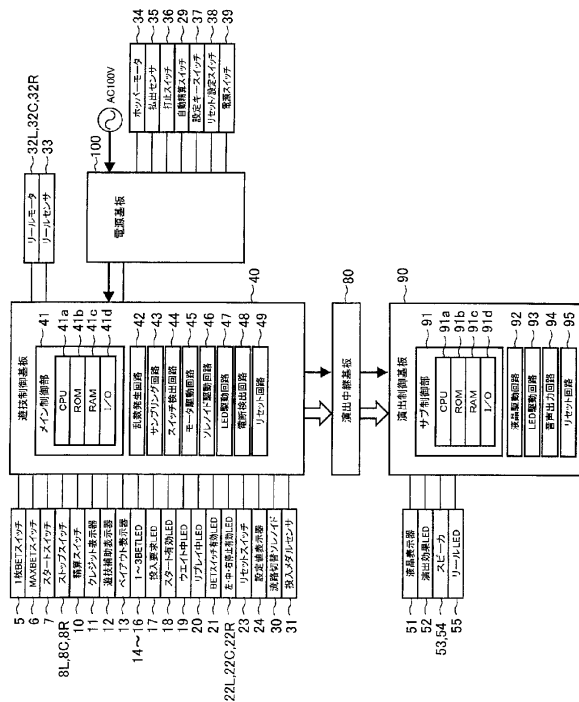 AC100V
32L,32C,32R
リールモータ
33
リールセンサ
100
電源基板
ホッパーモータ 34
払出センサ 35
打止スイッチ 36
自動精算スイッチ 29
設定キースイッチ 37
リセット/設定スイッチ 38
電源スイッチ 39
40
遊技制御基板
メイン制御部 41
CPU 41a
ROM 41b
RAM 41c
I/O 41d
乱数発生回路 42
サンプリング回路 43
スイッチ検出回路 44
モータ駆動回路 45
ソレノイド駆動回路 46
LED駆動回路 47
電断検出回路 48
リセット回路 49
5 1枚BETスイッチ
6 MAXBETスイッチ
7 スタートスイッチ
8L,8C,8R ストップスイッチ
10 精算スイッチ
11 クレジット表示器
12 遊技補助表示器
13 ペイアウト表示器
14~16 1~3BETLED
17 投入要求LED
18 スタート有効LED
19 ウエイト中LED
20 リプレイ中LED
21 BETスイッチ有効LED
22L,22C,22R 左・中・右停止有効LED
23 リセットスイッチ
24 設定値表示器
30 流路切替ソレノイド
31 投入メダルセンサ
80
演出中継基板
90
演出制御基板
サブ制御部 91
CPU 91a
ROM 91b
RAM 91c
I/O 91d
液晶駆動回路 92
LED駆動回路 93
音声出力回路 94
リセット回路 95
51 液晶表示器
52 演出効果LED
53,54 スピーカ
55 リールLED